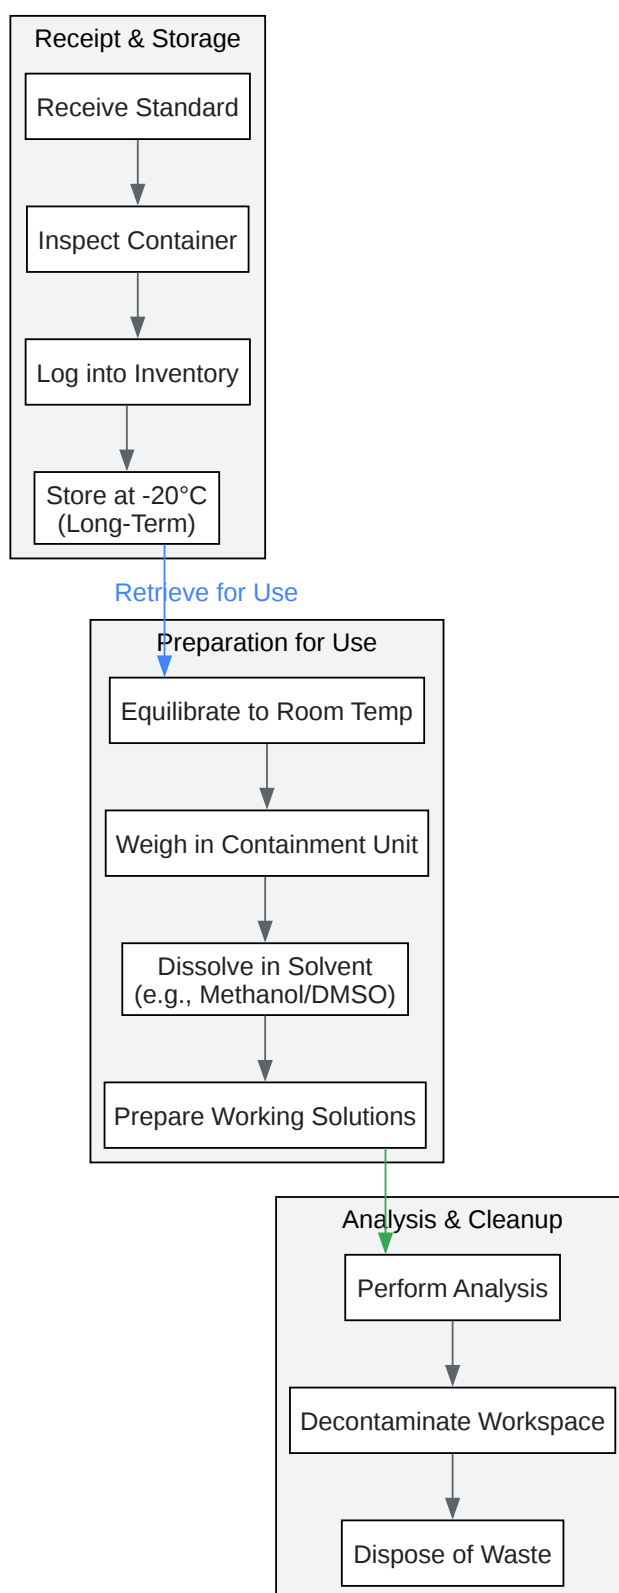 Receipt & Storage
Receive Standard
Inspect Container
Log into Inventory
Store at -20°C
(Long-Term)
Retrieve for Use
Preparation for Use
Equilibrate to Room Temp
Weigh in Containment Unit
Dissolve in Solvent
(e.g., Methanol/DMSO)
Prepare Working Solutions
Analysis & Cleanup
Perform Analysis
Decontaminate Workspace
Dispose of Waste